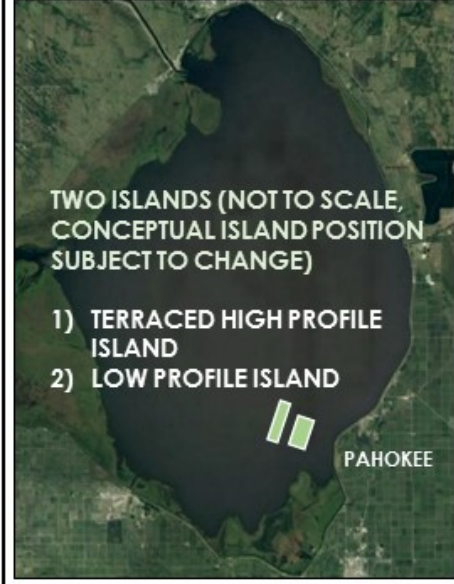 TWO ISLANDS (NOT TO SCALE,
CONCEPTUAL ISLAND POSITION
SUBJECT TO CHANGE)
1) TERRACED HIGH PROFILE
ISLAND
2) LOW PROFILE ISLAND
PAHOKEE